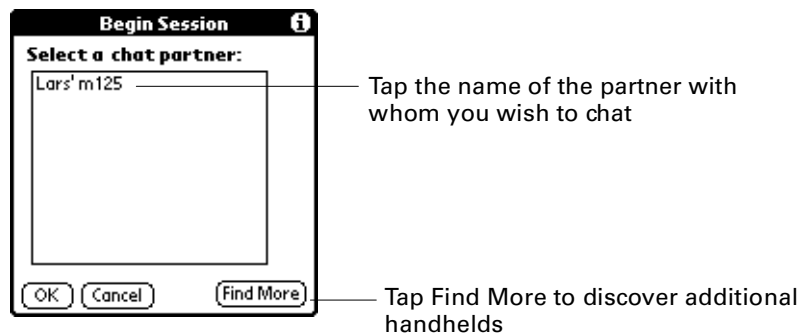 Begin Session
Select a chat partner:
Lars' m125
Tap the name of the partner with
whom you wish to chat
OK Cancel Find More
Tap Find More to discover additional
handhelds